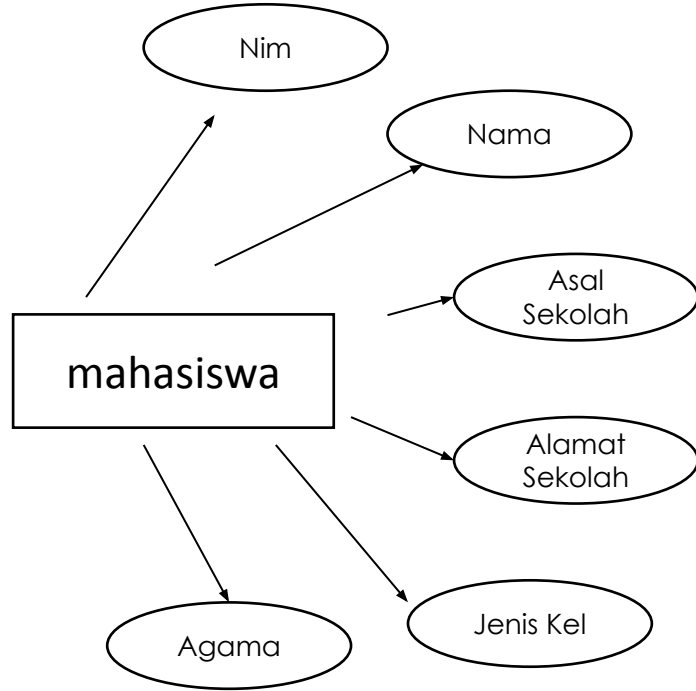 Nim
Nama
Asal
Sekolah
mahasiswa
Alamat
Sekolah
Jenis Kel
Agama